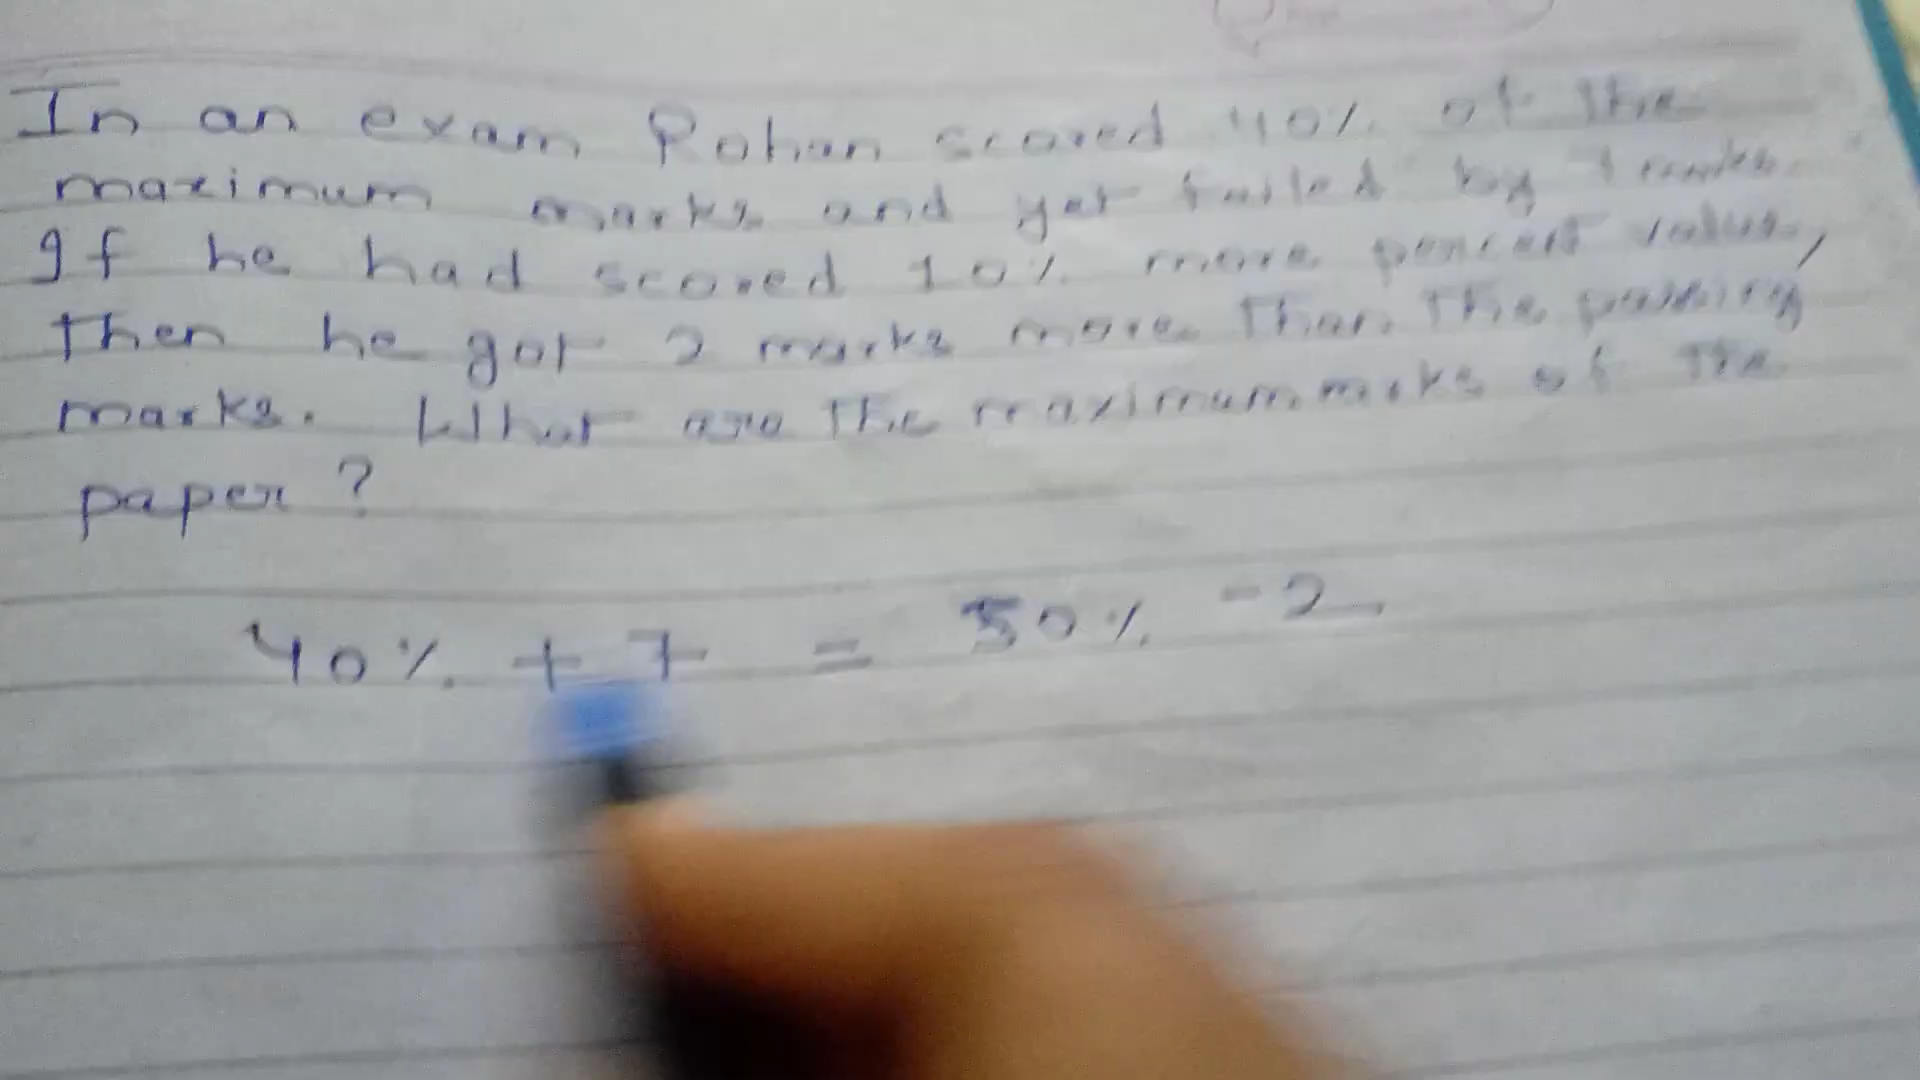 In an exam Rohan scored 40% of the
maximum marks and yet failed by 7 marks.
If he had scored 10% more percent value,
Then he got 2 marks more Than The passing
marks. What are The maximum marks of The
paper ?
40% + 7 = 50% - 2